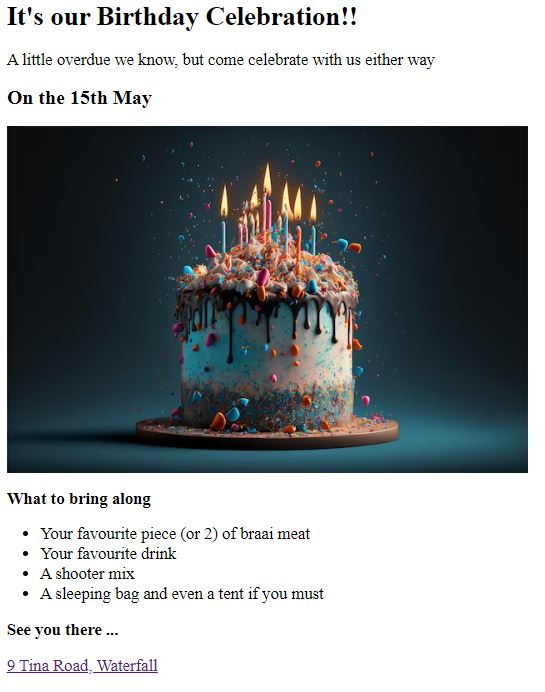 It's our Birthday Celebration!!
A little overdue we know, but come celebrate with us either way
On the 15th May
What to bring along
Your favourite piece (or 2) of braai meat
Your favourite drink
A shooter mix
A sleeping bag and even a tent if you must
See you there ...
9 Tina Road, Waterfall